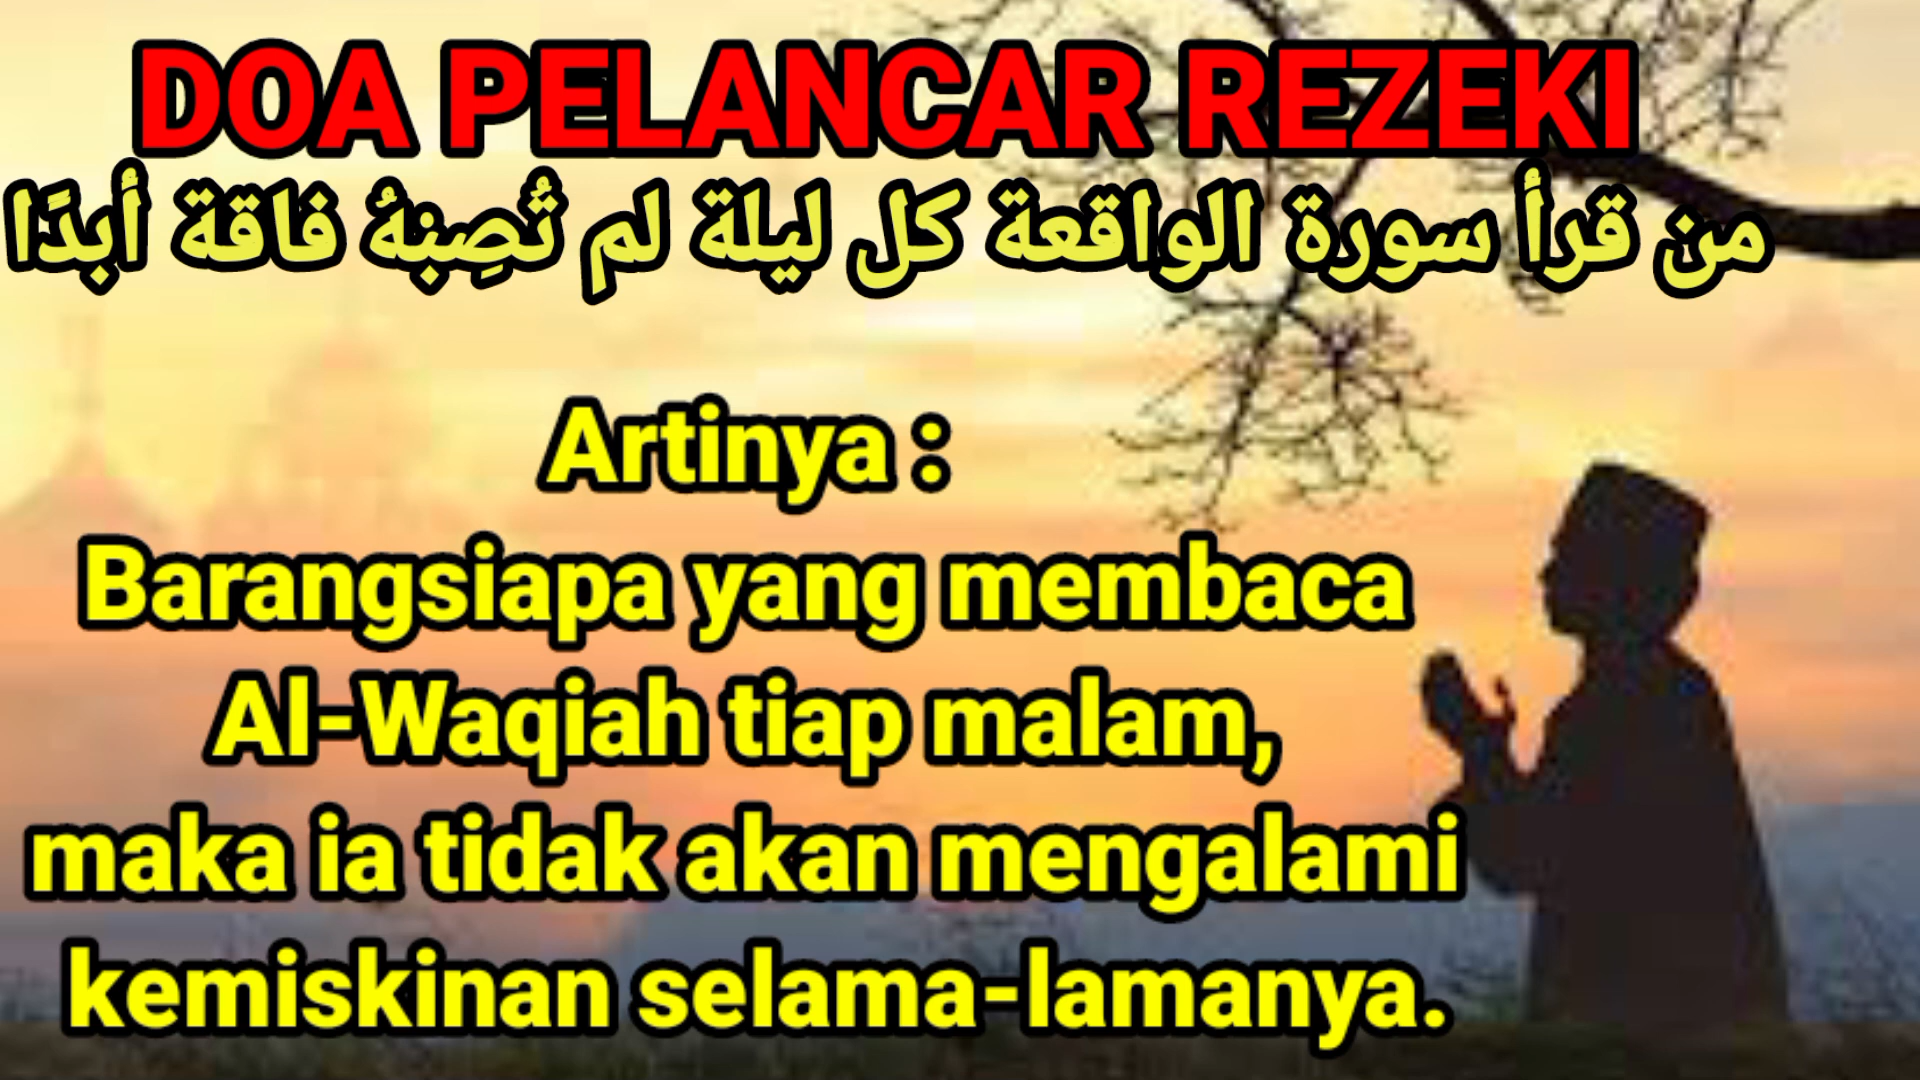 DOA PELANCAR REZEKI
من قرأ سورة الواقعة كل ليلة لم تُصِبهُ فاقة أبدًا
Artinya :
Barangsiapa yang membaca
Al-Waqiah tiap malam,
maka ia tidak akan mengalami
kemiskinan selama-lamanya.